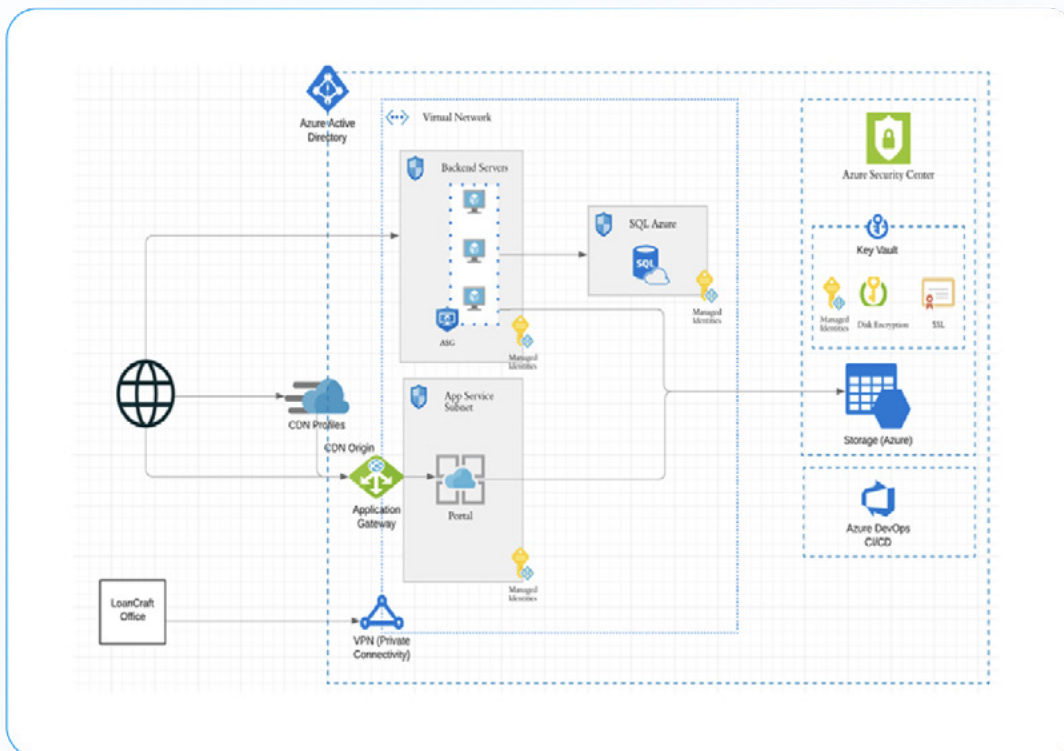 Azure Active
Directory
Virtual Network
Backend Servers
ASG
Managed
Identities
SQL Azure
SQL
Managed
Identities
Azure Security Center
Key Vault
Managed
Identities
Disk Encryption
SSL
Storage (Azure)
Azure DevOps
CI/CD
CDN Profiles
CDN Origin
Application
Gateway
App Service
Subnet
Portal
Managed
Identities
LoanCraft
Office
VPN (Private
Connectivity)